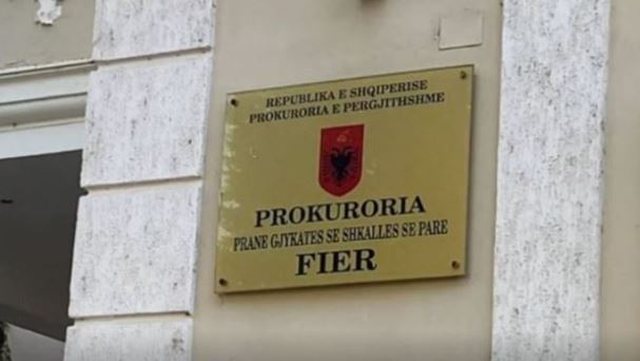 REPUBLIKA E SHQIPERISE
PROKURORIA E PERGJITHSHME
PROKURORIA
PRANE GJYKATES SE SHKALLES SE PARE
FIER